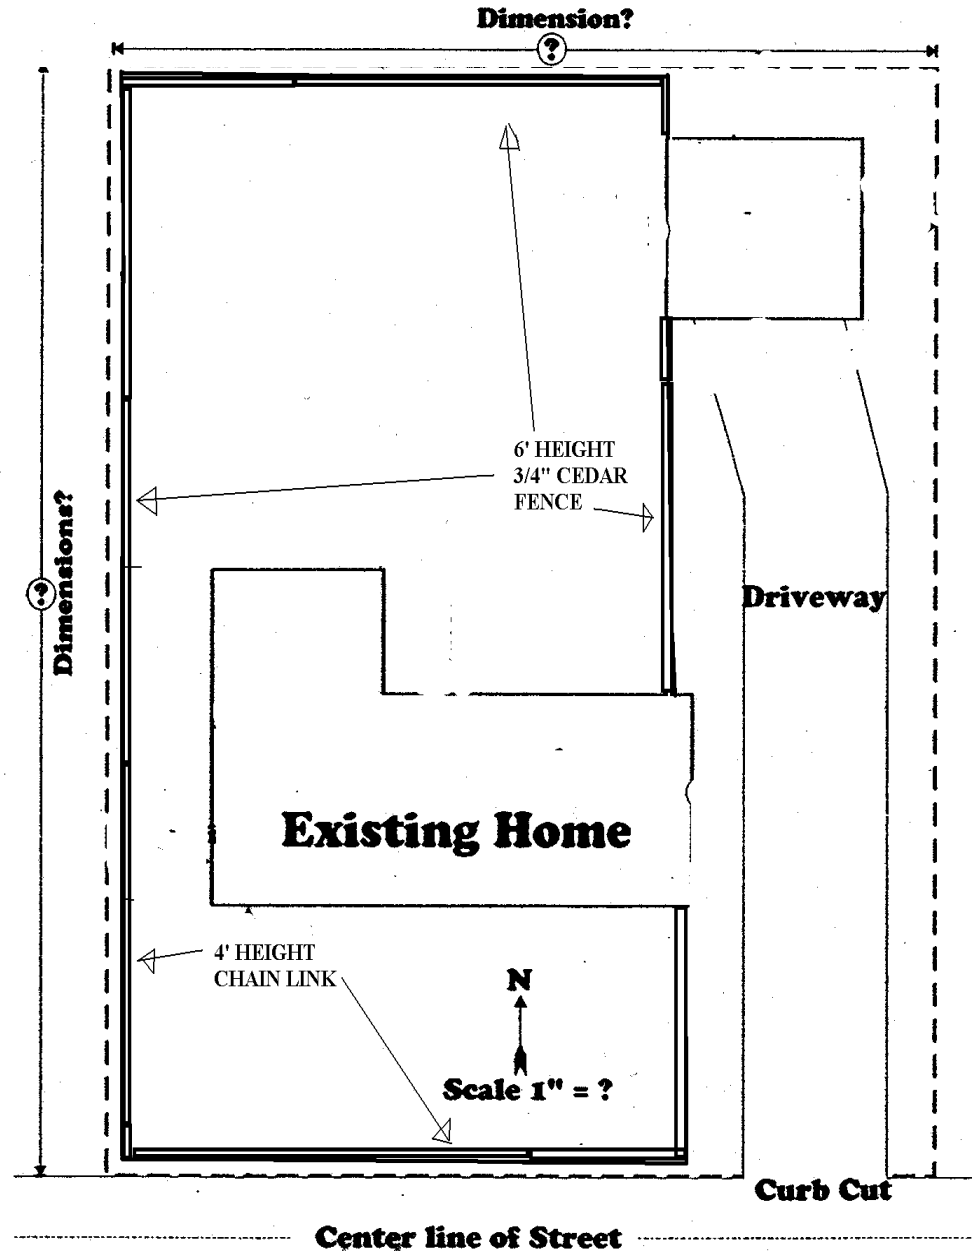 Dimension?
?
6' HEIGHT
3/4" CEDAR
FENCE
Dimensions?
?
Driveway
Existing Home
4' HEIGHT
CHAIN LINK
N
Scale 1" = ?
Curb Cut
Center line of Street